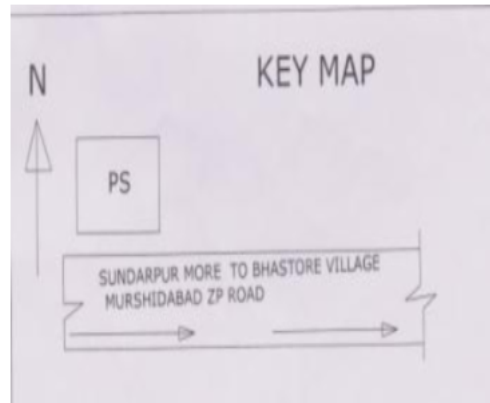 KEY MAP
N
PS
SUNDARPUR MORE TO BHASTORE VILLAGE
MURSHIDABAD ZP ROAD